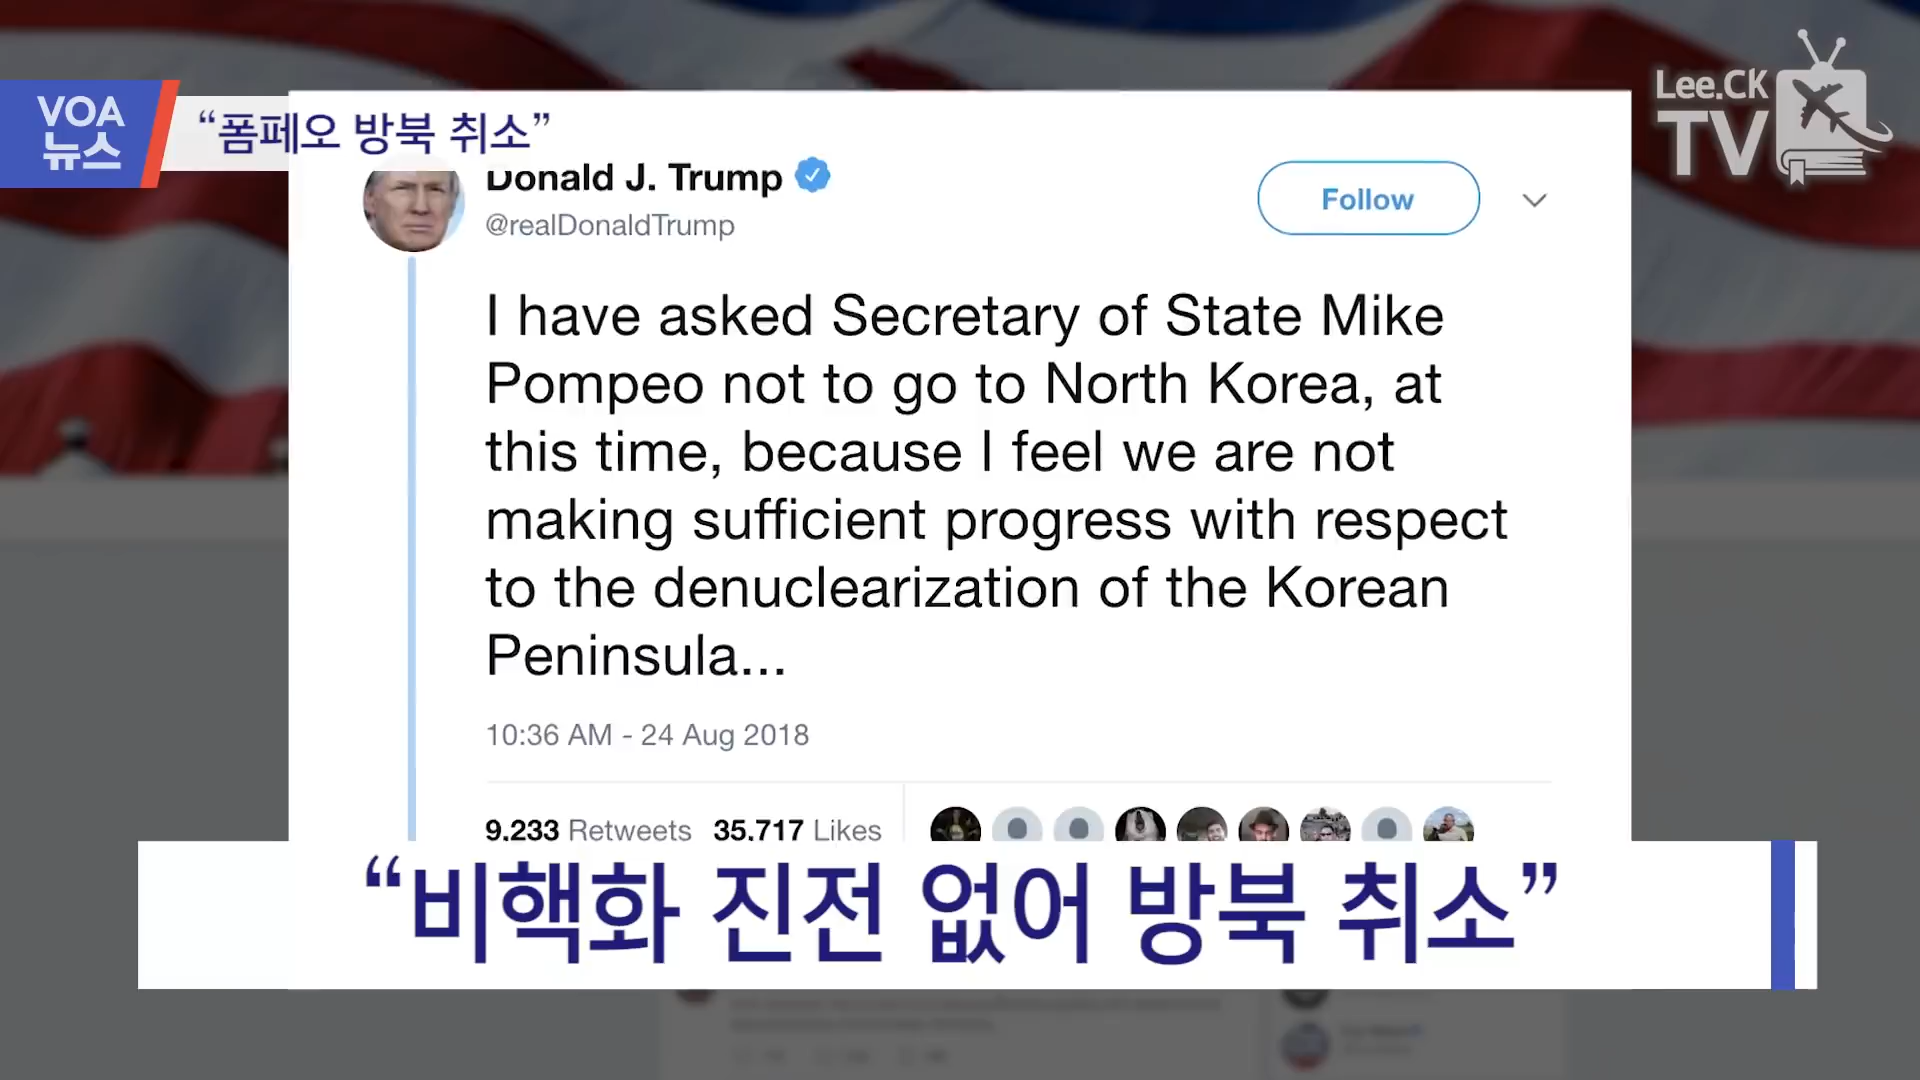 VOA
뉴스
“폼페오 방북 취소”
Lee.CK
TV
Donald J. Trump
@realDonaldTrump
Follow
I have asked Secretary of State Mike
Pompeo not to go to North Korea, at
this time, because I feel we are not
making sufficient progress with respect
to the denuclearization of the Korean
Peninsula...
10:36 AM - 24 Aug 2018
9,233 Retweets 35,717 Likes
“비핵화 진전 없어 방북 취소”